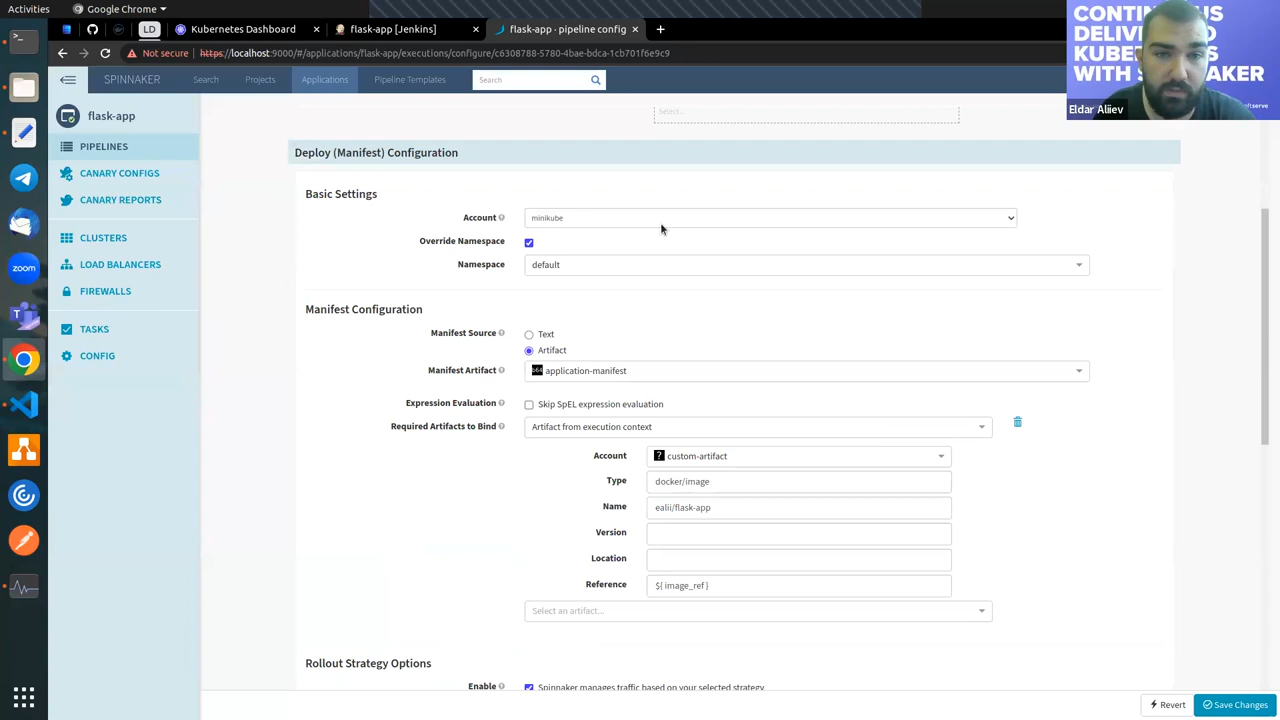 Activities
Google Chrome
LD
Kubernetes Dashboard
flask-app [Jenkins]
flask-app · pipeline config
Not secure
https://localhost:9000/#/applications/flask-app/executions/configure/c6308788-5780-4bae-bdca-1cb701f6e9c9
SPINNAKER
Search
Projects
Applications
Pipeline Templates
Search
flask-app
PIPELINES
CANARY CONFIGS
CANARY REPORTS
CLUSTERS
LOAD BALANCERS
FIREWALLS
TASKS
CONFIG
Select...
Deploy (Manifest) Configuration
Basic Settings
Account
minikube
Override Namespace
Namespace
default
Manifest Configuration
Manifest Source
Text
Artifact
Manifest Artifact
b64 application-manifest
Expression Evaluation
Skip SpEL expression evaluation
Required Artifacts to Bind
Artifact from execution context
Account
? custom-artifact
Type
docker/image
Name
ealii/flask-app
Version
Location
Reference
${ image_ref }
Select an artifact...
Rollout Strategy Options
Enable
Spinnaker manages traffic based on your selected strategy
Revert
Save Changes
zoom
Eldar Aliiev